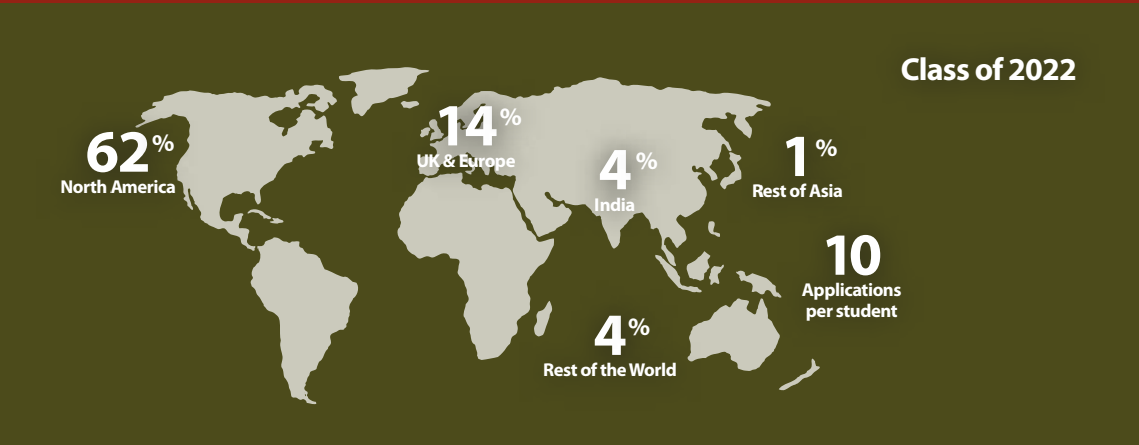 Class of 2022
62%
North America
14%
UK & Europe
4%
India
1%
Rest of Asia
10
Applications
per student
4%
Rest of the World